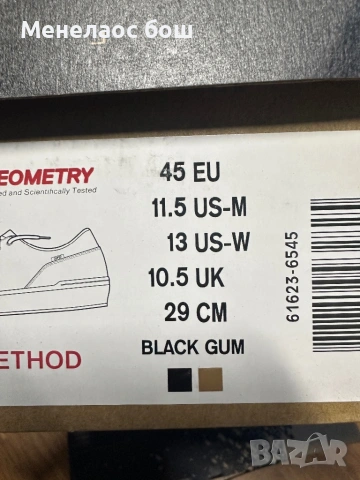 Менелаос бош
EOMETRY
ed and Scientifically Tested
ETHOD
45 EU
11.5 US-M
13 US-W
10.5 UK
29 CM
BLACK GUM
61623-6545
BAZAR